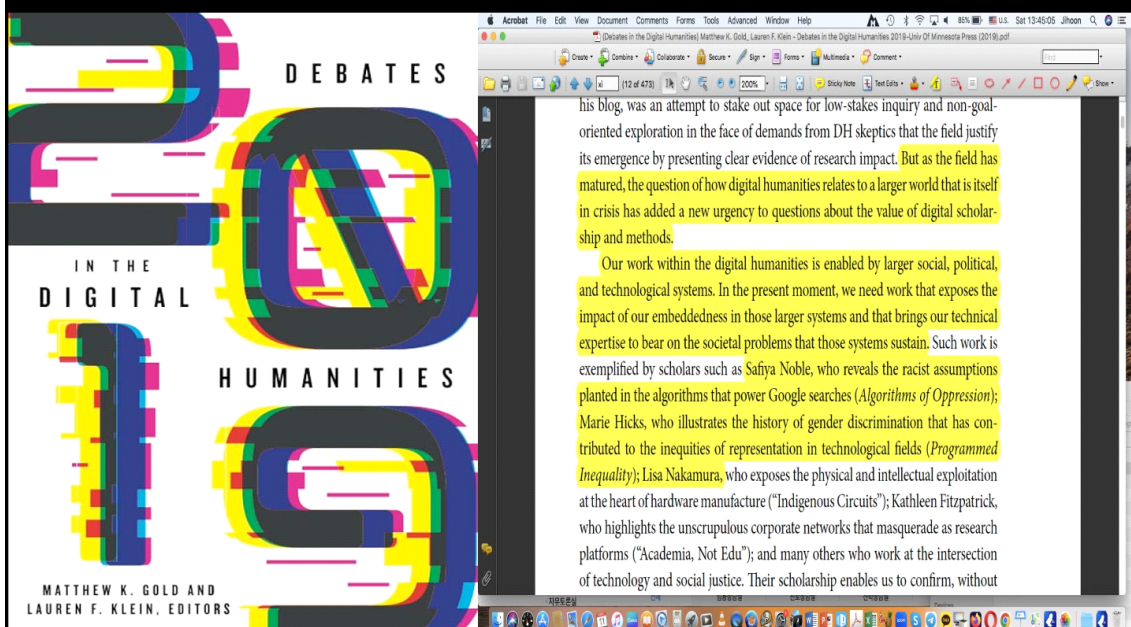 DEBATES
IN THE
DIGITAL
HUMANITIES
2019
MATTHEW K. GOLD AND
LAUREN F. KLEIN, EDITORS
Acrobat File Edit View Document Comments Forms Tools Advanced Window Help 85% U.S. Sat 13:45:05 Jihoon
(Debates in the Digital Humanities) Matthew K. Gold, Lauren F. Klein - Debates in the Digital Humanities 2019-Univ Of Minnesota Press (2019).pdf
Create Combine Collaborate Secure Sign Forms Multimedia Comment Find
xi (12 of 473) 200% Sticky Note Text Edits Show
his blog, was an attempt to stake out space for low-stakes inquiry and non-goal-
oriented exploration in the face of demands from DH skeptics that the field justify
its emergence by presenting clear evidence of research impact. But as the field has
matured, the question of how digital humanities relates to a larger world that is itself
in crisis has added a new urgency to questions about the value of digital scholar-
ship and methods.
Our work within the digital humanities is enabled by larger social, political,
and technological systems. In the present moment, we need work that exposes the
impact of our embeddedness in those larger systems and that brings our technical
expertise to bear on the societal problems that those systems sustain. Such work is
exemplified by scholars such as Safiya Noble, who reveals the racist assumptions
planted in the algorithms that power Google searches (Algorithms of Oppression);
Marie Hicks, who illustrates the history of gender discrimination that has con-
tributed to the inequities of representation in technological fields (Programmed
Inequality); Lisa Nakamura, who exposes the physical and intellectual exploitation
at the heart of hardware manufacture ("Indigenous Circuits"); Kathleen Fitzpatrick,
who highlights the unscrupulous corporate networks that masquerade as research
platforms ("Academia, Not Edu"); and many others who work at the intersection
of technology and social justice. Their scholarship enables us to confirm, without